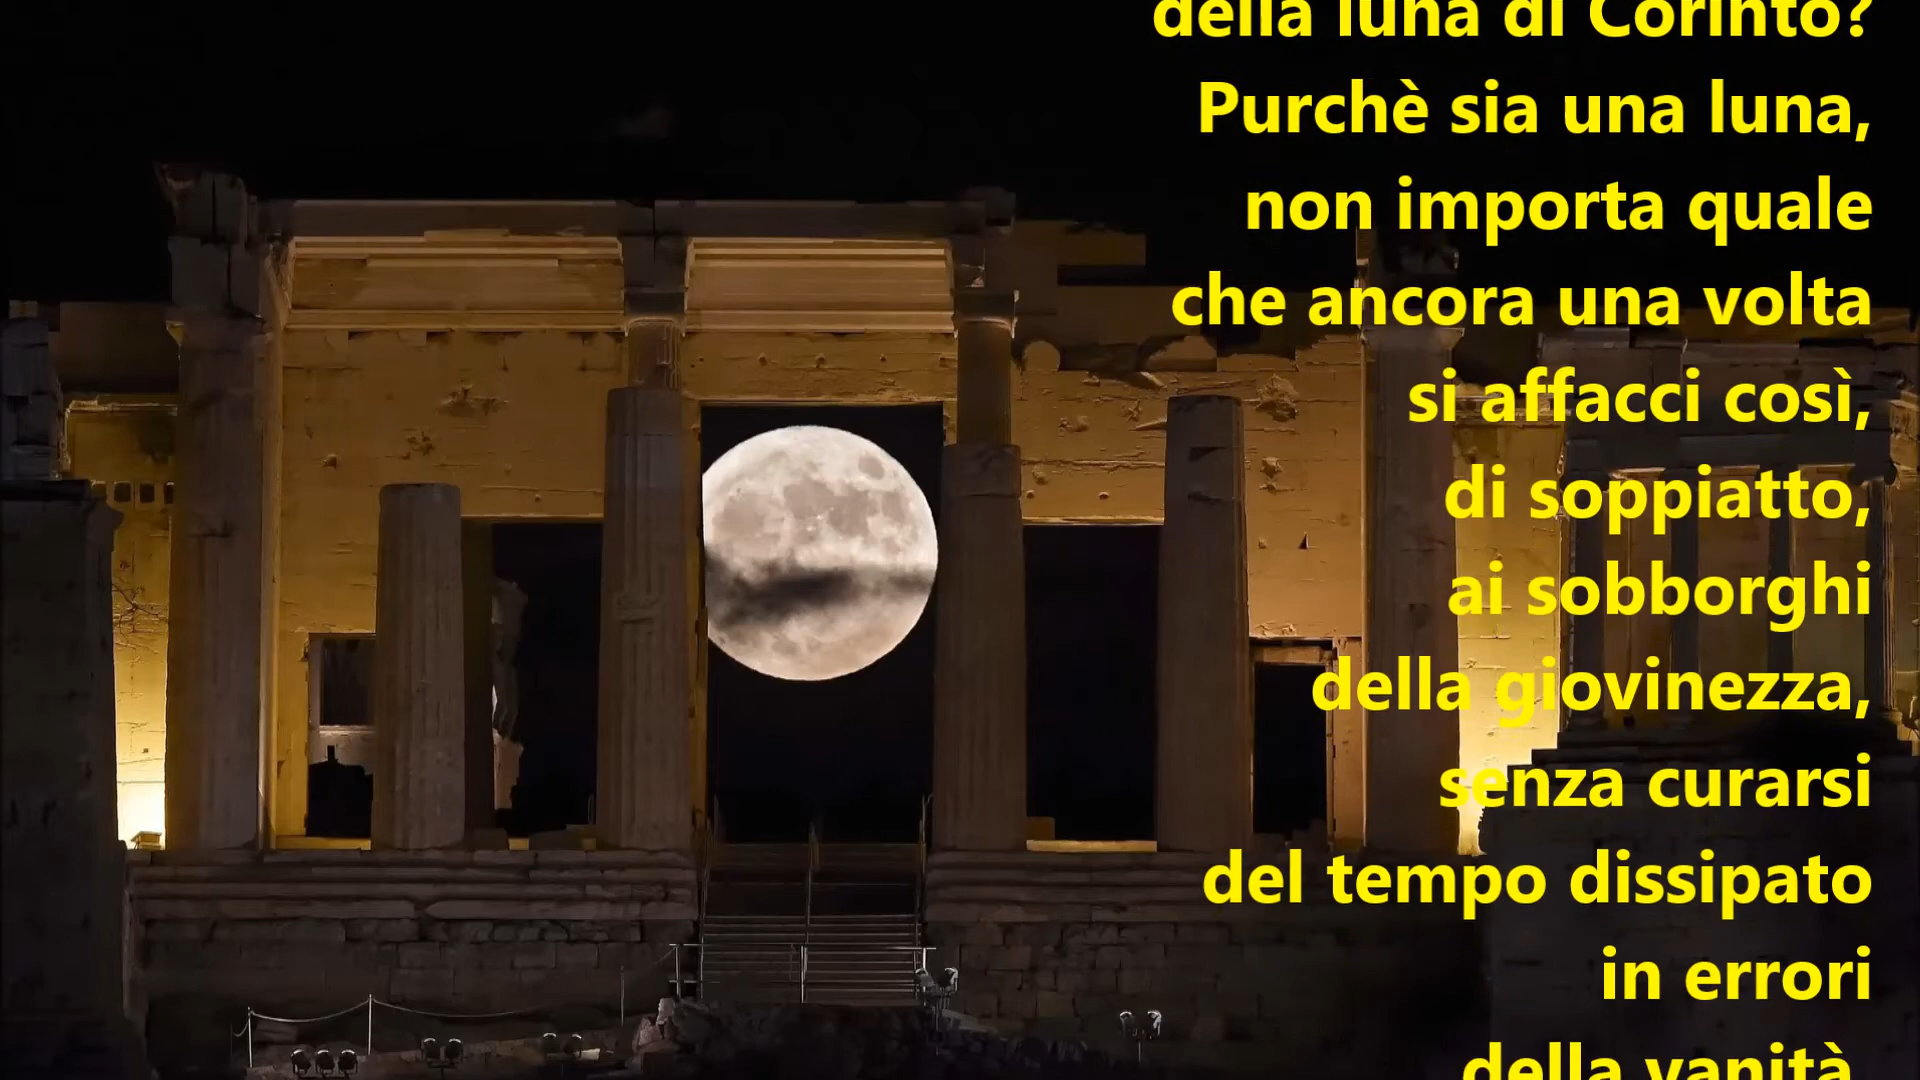 della luna di Corinto?
Purchè sia una luna,
non importa quale
che ancora una volta
si affacci così,
di soppiatto,
ai sobborghi
della giovinezza,
senza curarsi
del tempo dissipato
in errori
della vanità